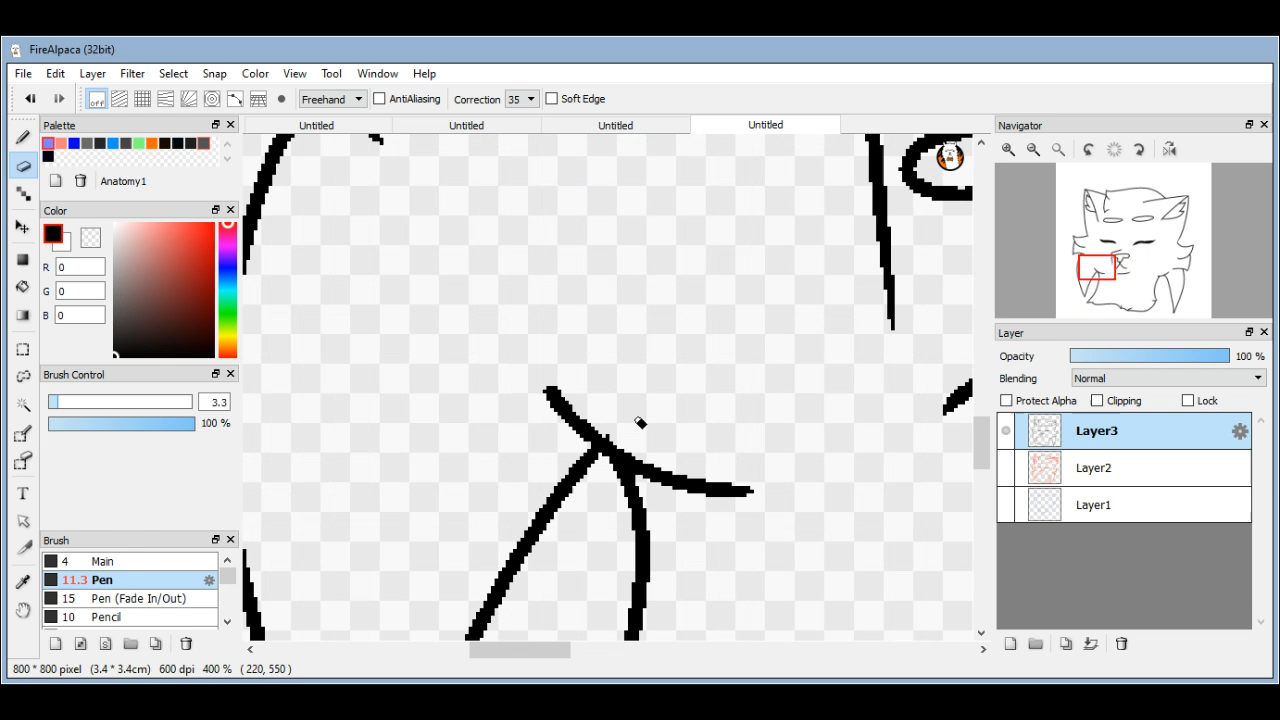 FireAlpaca (32bit)
File Edit Layer Filter Select Snap Color View Tool Window Help
off Freehand AntiAliasing Correction 35 Soft Edge
Palette
Anatomy1
Color
R 0
G 0
B 0
Brush Control
3.3
100 %
Brush
4 Main
11.3 Pen
15 Pen (Fade In/Out)
10 Pencil
Untitled Untitled Untitled Untitled
Navigator
Layer
Opacity 100 %
Blending Normal
Protect Alpha Clipping Lock
Layer3
Layer2
Layer1
800 * 800 pixel (3.4 * 3.4cm) 600 dpi 400 % ( 220, 550 )